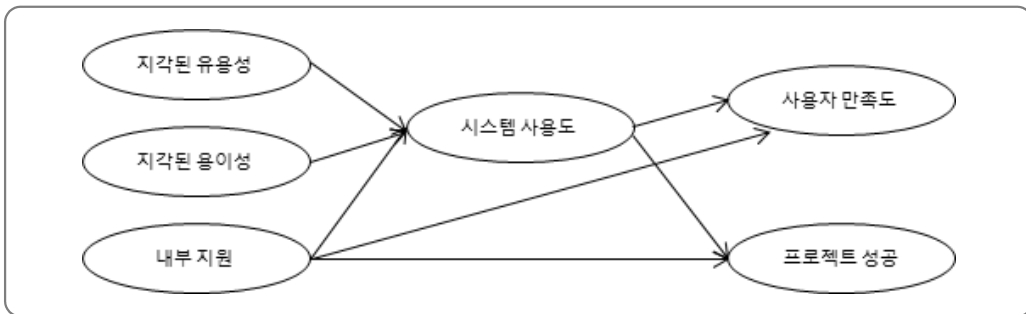 지각된 유용성
사용자 만족도
시스템 사용도
지각된 용이성
내부 지원
프로젝트 성공